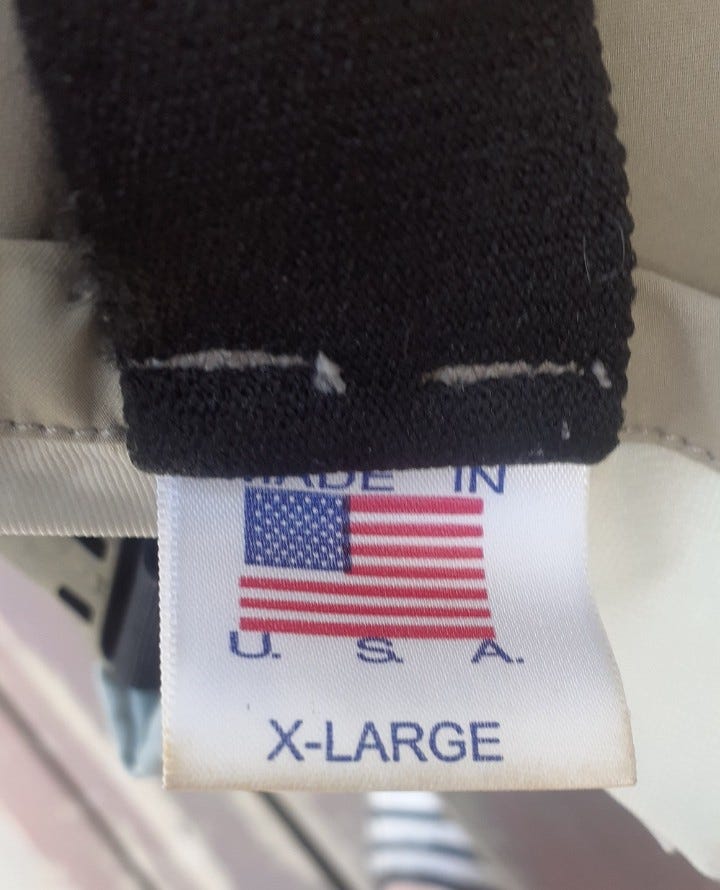 MADE IN
U. S. A.
X-LARGE